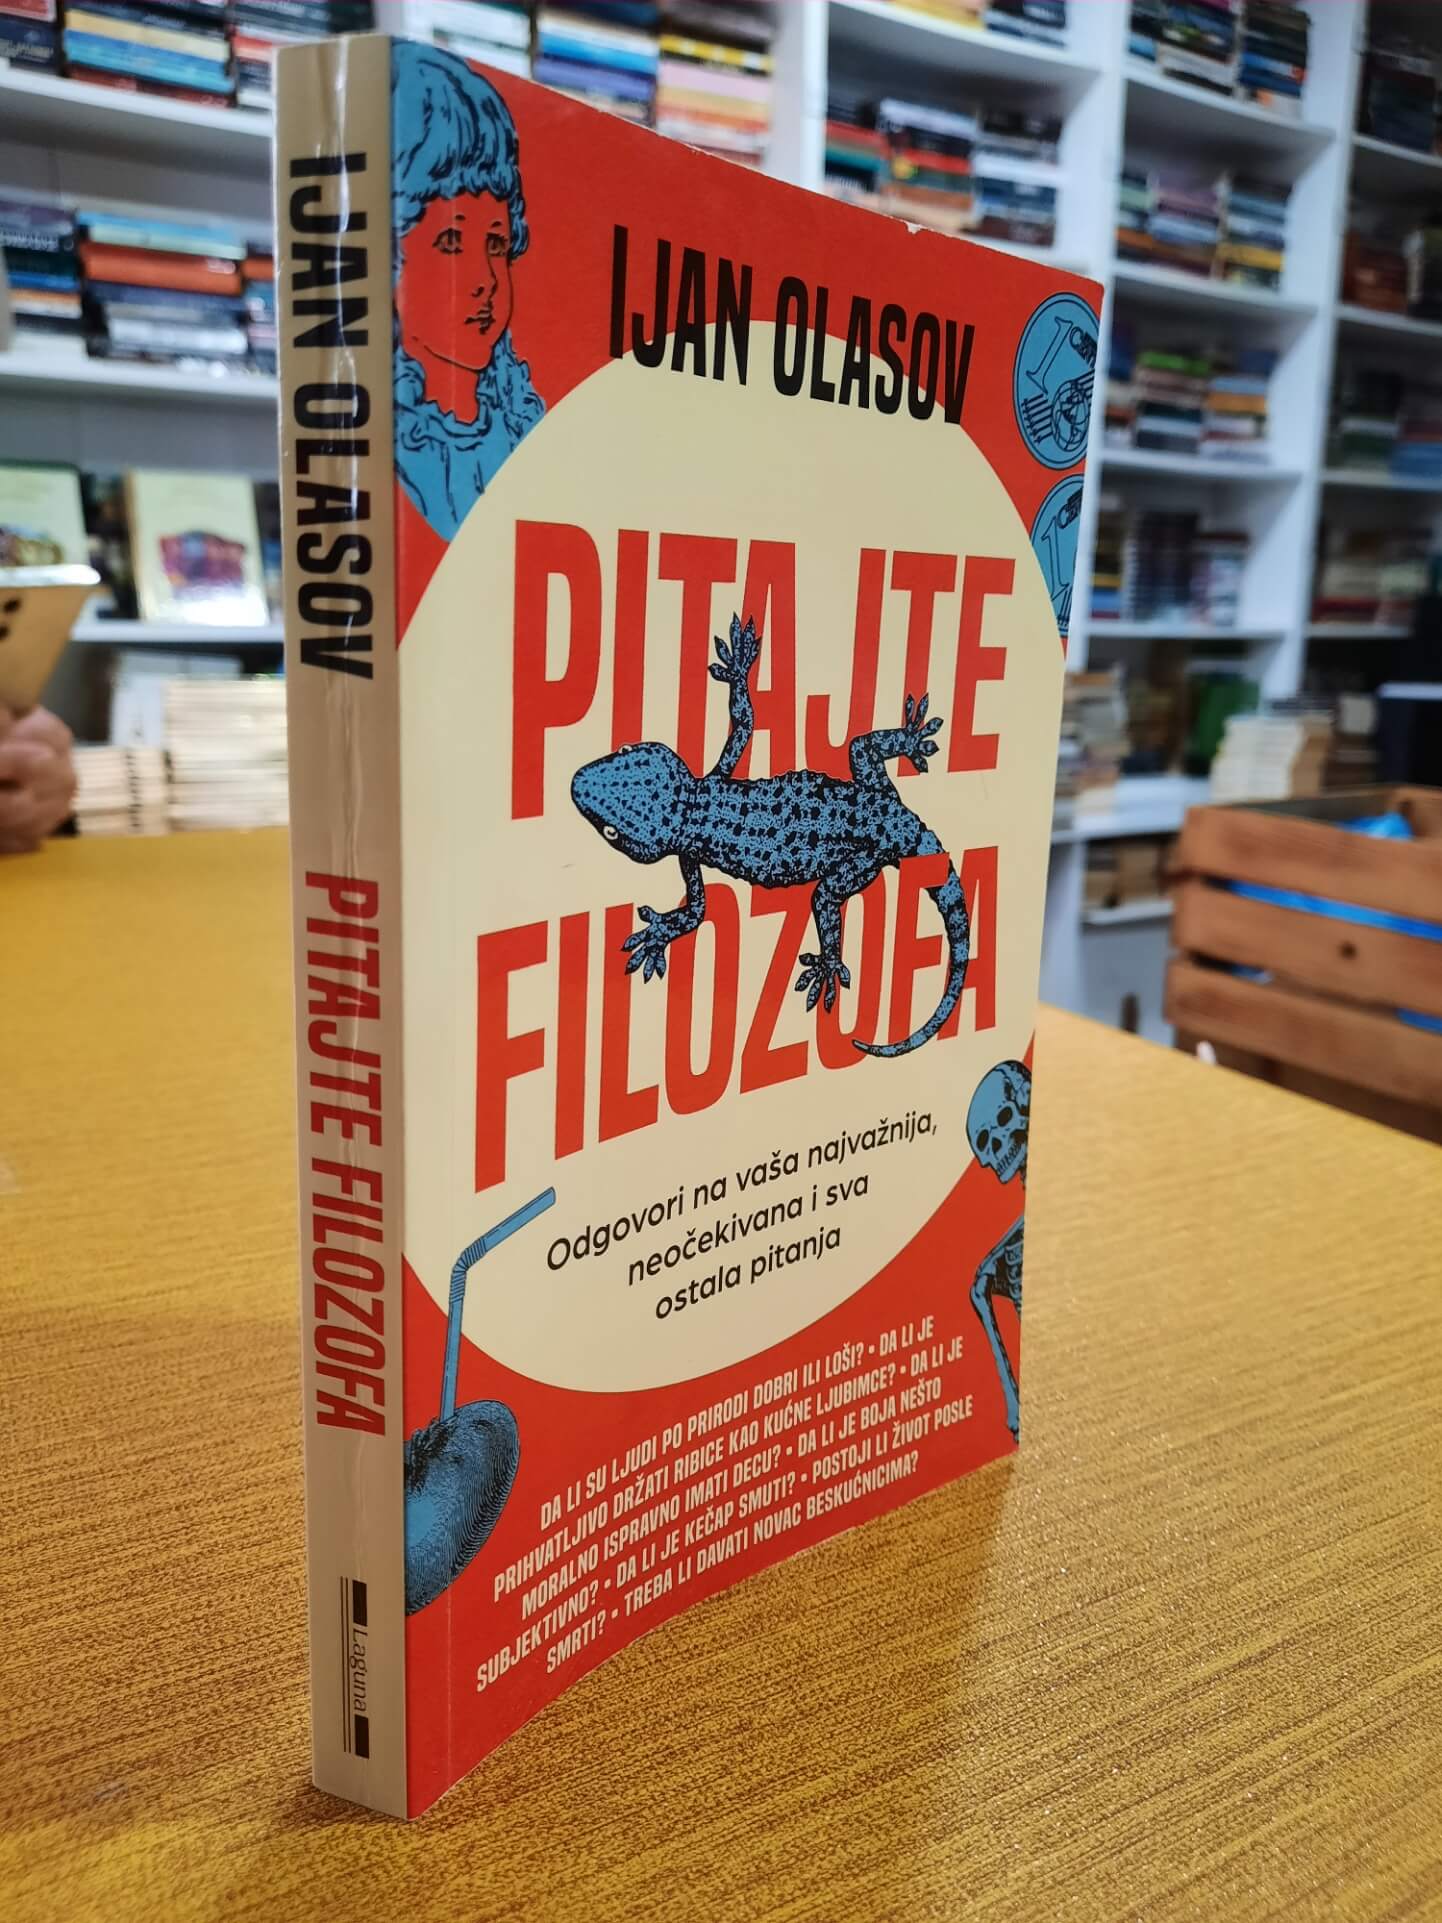 IJAN OLASOV
PITAJTE FILOZOFA
Laguna
IJAN OLASOV
PITAJTE
FILOZOFA
Odgovori na vaša najvažnija,
neočekivana i sva
ostala pitanja
DA LI SU LJUDI PO PRIRODI DOBRI ILI LOŠI? • DA LI JE
PRIHVATLJIVO DRŽATI RIBICE KAO KUĆNE LJUBIMCE? • DA LI JE
MORALNO ISPRAVNO IMATI DECU? • DA LI JE BOJA NEŠTO
SUBJEKTIVNO? • DA LI JE KEČAP SMUTI? • POSTOJI LI ŽIVOT POSLE
SMRTI? • TREBA LI DAVATI NOVAC BESKUĆNICIMA?